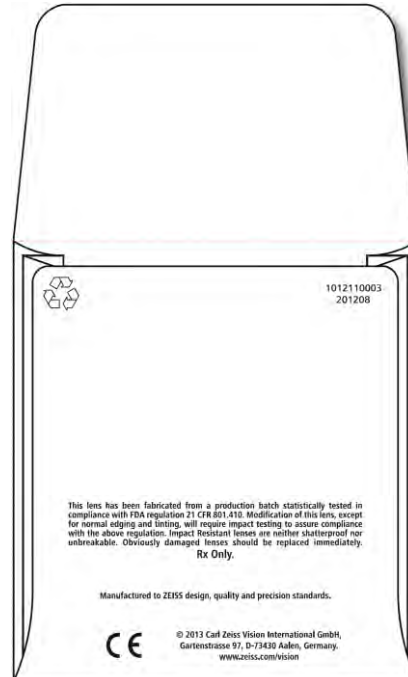 1012110003
201208
This lens has been fabricated from a production batch statistically tested in
compliance with FDA regulation 21 CFR 801.410. Modification of this lens, except
for normal edging and tinting, will require impact testing to assure compliance
with the above regulation. Impact Resistant lenses are neither shatterproof nor
unbreakable. Obviously damaged lenses should be replaced immediately.
Rx Only.
Manufactured to ZEISS design, quality and precision standards.
CE
© 2013 Carl Zeiss Vision International GmbH,
Gartenstrasse 97, D-73430 Aalen, Germany.
www.zeiss.com/vision